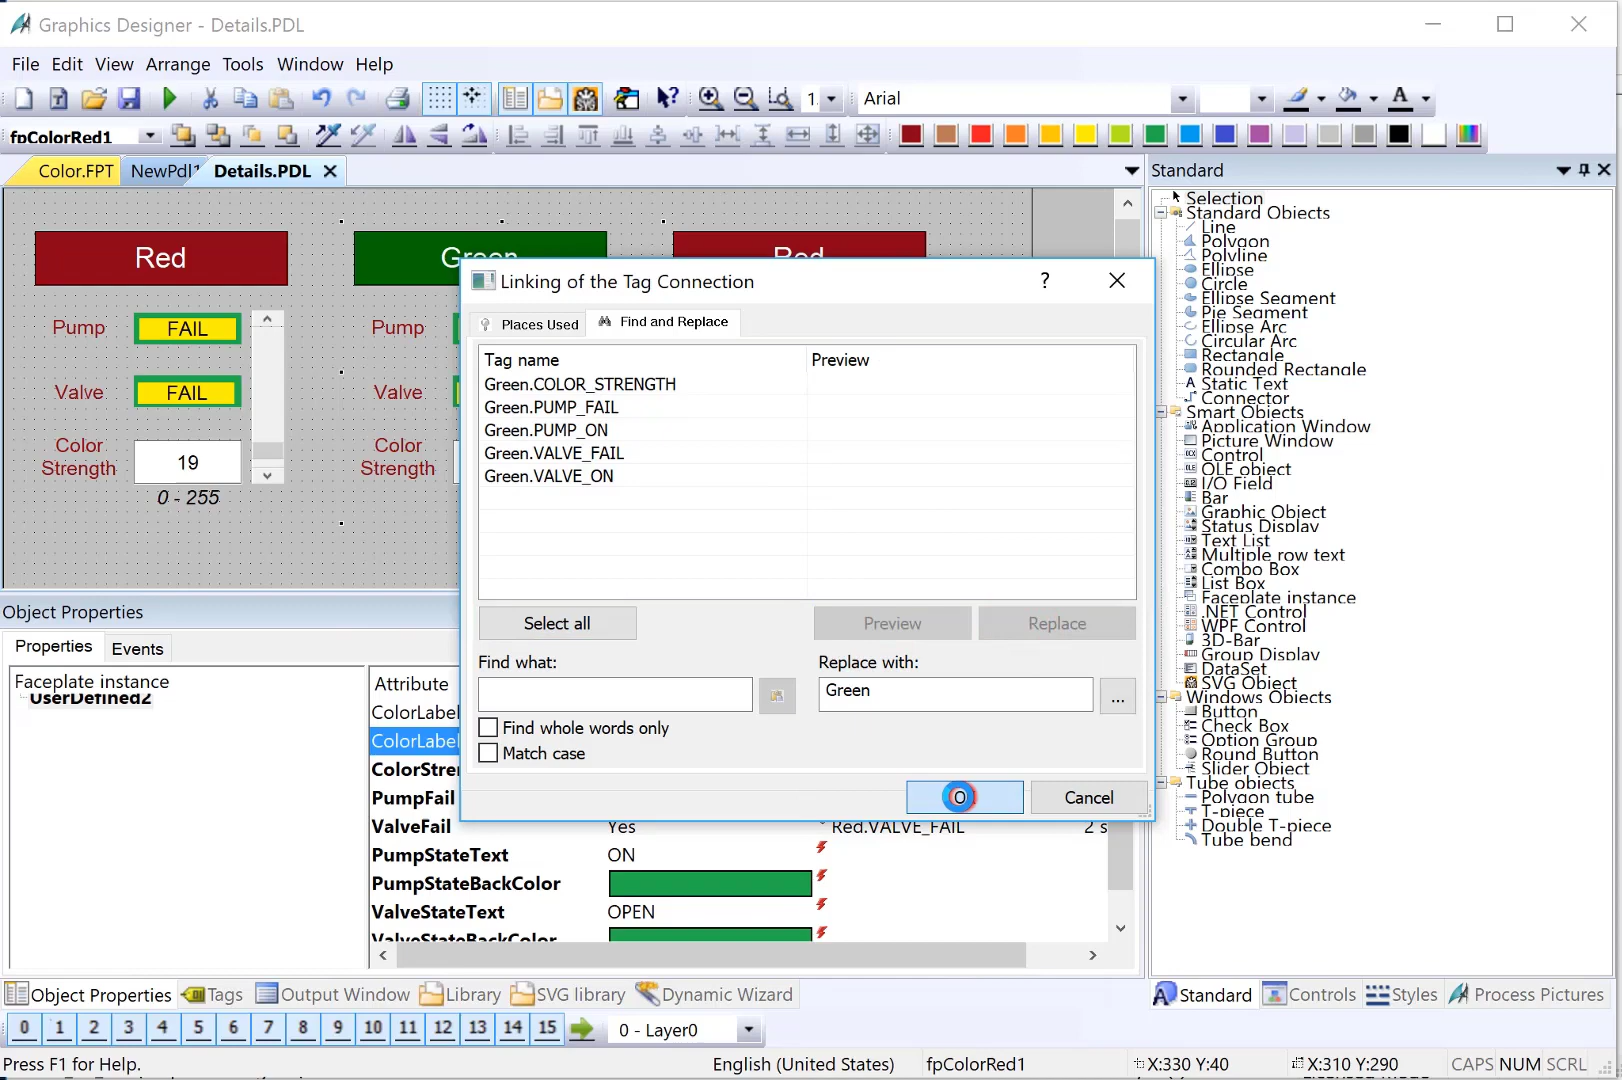 Graphics Designer - Details.PDL
File Edit View Arrange Tools Window Help
1. Arial
fpColorRed1
Color.FPT NewPdl1 Details.PDL
Standard
Red Green Red
Pump FAIL Pump
Valve FAIL Valve
Color
Strength
19
0 - 255
Color
Strength
Linking of the Tag Connection ?
Places Used Find and Replace
Tag name Preview
Green.COLOR_STRENGTH
Green.PUMP_FAIL
Green.PUMP_ON
Green.VALVE_FAIL
Green.VALVE_ON
Select all Preview Replace
Find what: Replace with:
Green ...
Find whole words only
Match case
O Cancel
Object Properties
Properties Events
Faceplate instance
UserDefined2
Attribute
ColorLabel
ColorLabel
ColorStre
PumpFail
ValveFail Yes Red.VALVE_FAIL 2 s
PumpStateText ON
PumpStateBackColor
ValveStateText OPEN
ValveStateBackColor
Selection
Standard Objects
Line
Polygon
Polyline
Ellipse
Circle
Ellipse Segment
Pie Segment
Ellipse Arc
Circular Arc
Rectangle
Rounded Rectangle
Static Text
Connector
Smart Objects
Application Window
Picture Window
Control
OLE object
I/O Field
Bar
Graphic Object
Status Display
Text List
Multiple row text
Combo Box
List Box
Faceplate instance
.NET Control
WPF Control
3D-Bar
Group Display
DataSet
SVG Object
Windows Objects
Button
Check Box
Option Group
Round Button
Slider Object
Tube objects
Polygon tube
T-piece
Double T-piece
Tube bend
Object Properties Tags Output Window Library SVG library Dynamic Wizard
Standard Controls Styles Process Pictures
0 1 2 3 4 5 6 7 8 9 10 11 12 13 14 15 0 - Layer0
Press F1 for Help. English (United States) fpColorRed1 X:330 Y:40 X:310 Y:290 CAPS NUM SCRL